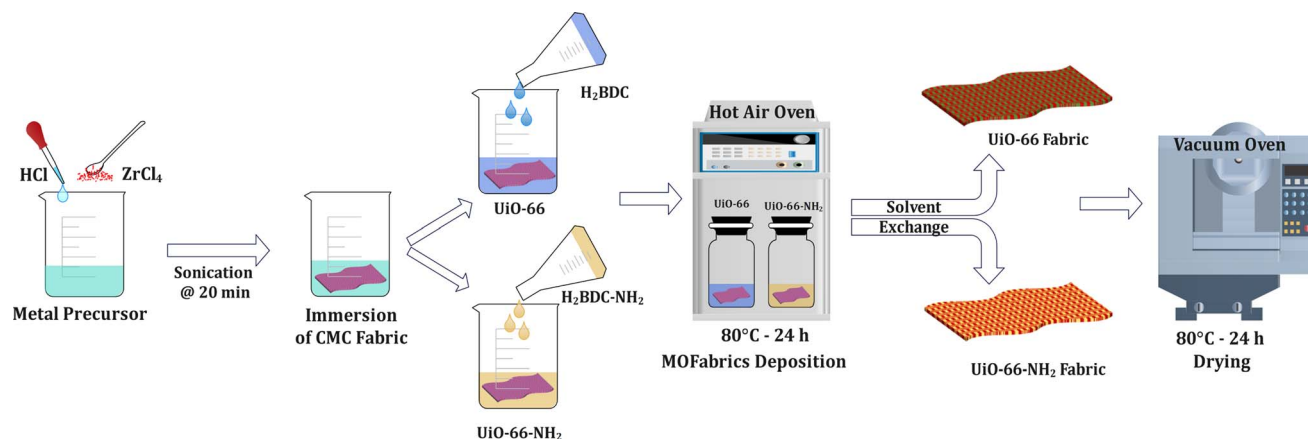 HCl
ZrCl₄
Metal Precursor
Sonication
@ 20 min
Immersion
of CMC Fabric
H₂BDC
UiO-66
H₂BDC-NH₂
UiO-66-NH₂
Hot Air Oven
UiO-66
UiO-66-NH₂
80°C - 24 h
MOFabrics Deposition
Solvent
Exchange
UiO-66 Fabric
UiO-66-NH₂ Fabric
Vacuum Oven
80°C - 24 h
Drying